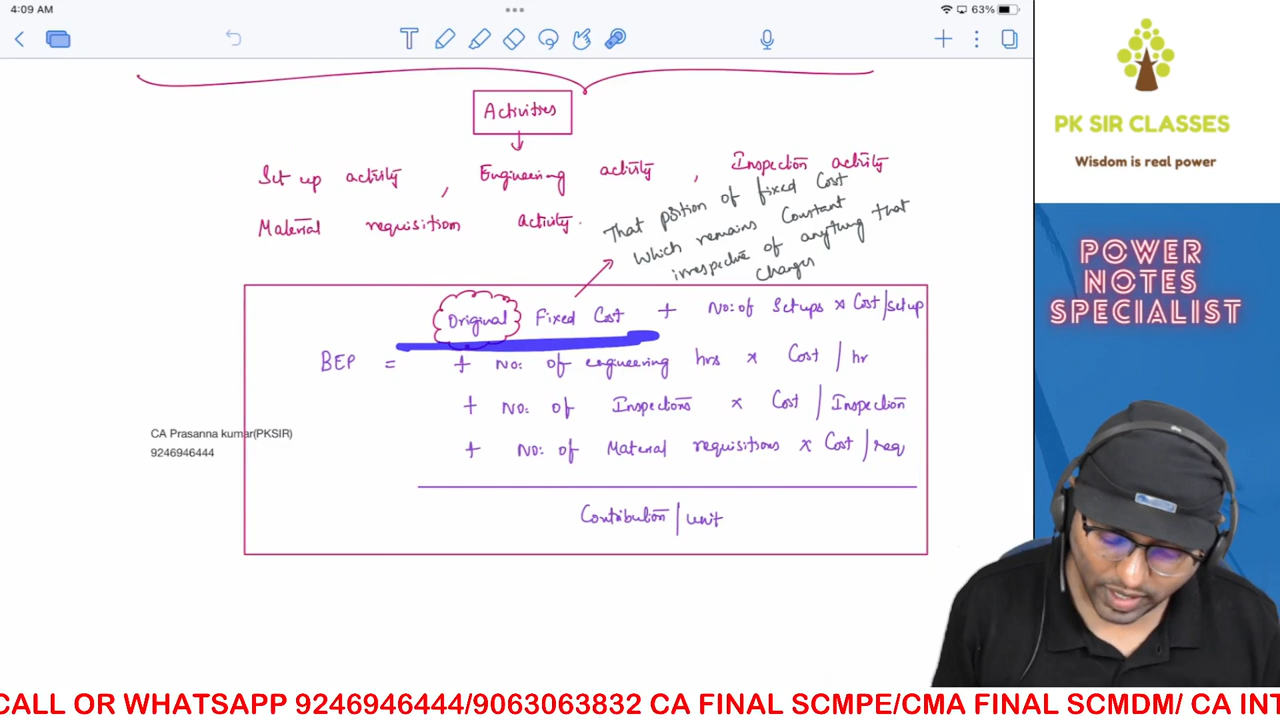 4:09 AM
63%
Activities
Set up activity , Engineering activity , Inspection activity
Material requisition activity.
That position of fixed Cost
Which remains Constant
irrespective of anything that
changes
Original Fixed Cost + No: of Setups x Cost/setup
BEP = + No: of engineering hrs x Cost / hr
+ No: of Inspections x Cost / Inspection
+ No: of Material requisitions x Cost / req
Contribution / unit
CA Prasanna kumar(PKSIR)
9246946444
PK SIR CLASSES
Wisdom is real power
POWER
NOTES
SPECIALIST
CALL OR WHATSAPP 9246946444/9063063832 CA FINAL SCMPE/CMA FINAL SCMDM/ CA INT